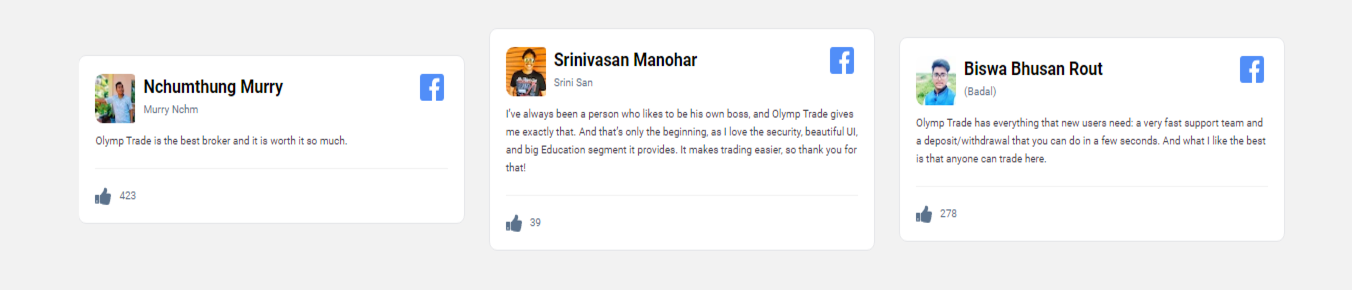 Nchumthung Murry
Murry Nchm
Olymp Trade is the best broker and it is worth it so much.
423
Srinivasan Manohar
Srini San
I've always been a person who likes to be his own boss, and Olymp Trade gives
me exactly that. And that's only the beginning, as I love the security, beautiful UI,
and big Education segment it provides. It makes trading easier, so thank you for
that!
39
Biswa Bhusan Rout
(Badal)
Olymp Trade has everything that new users need: a very fast support team and
a deposit/withdrawal that you can do in a few seconds. And what I like the best
is that anyone can trade here.
278